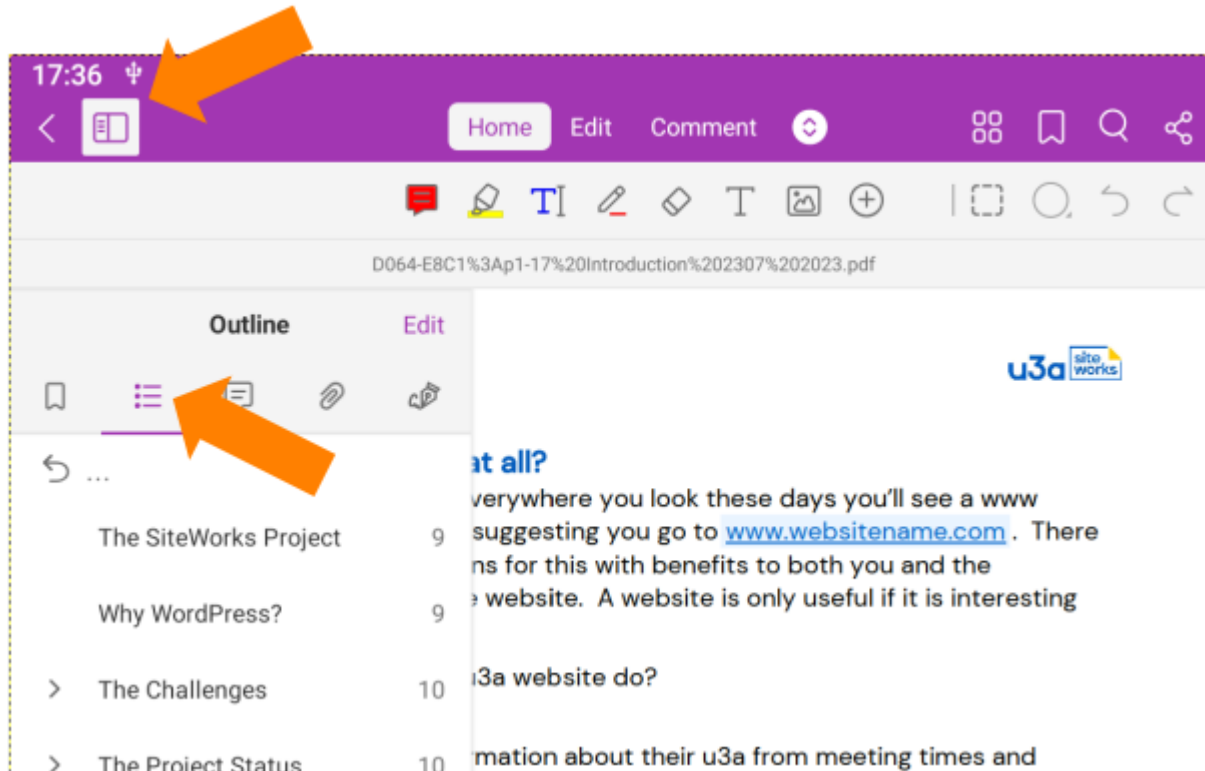 17:36
Home Edit Comment
D064-E8C1%3Ap1-17%20Introduction%202307%202023.pdf
Outline Edit
u3a site works
at all?
verywhere you look these days you'll see a www
suggesting you go to www.websitename.com . There
ns for this with benefits to both you and the
website. A website is only useful if it is interesting
u3a website do?
mation about their u3a from meeting times and
...
The SiteWorks Project 9
Why WordPress? 9
The Challenges 10
The Project Status 10